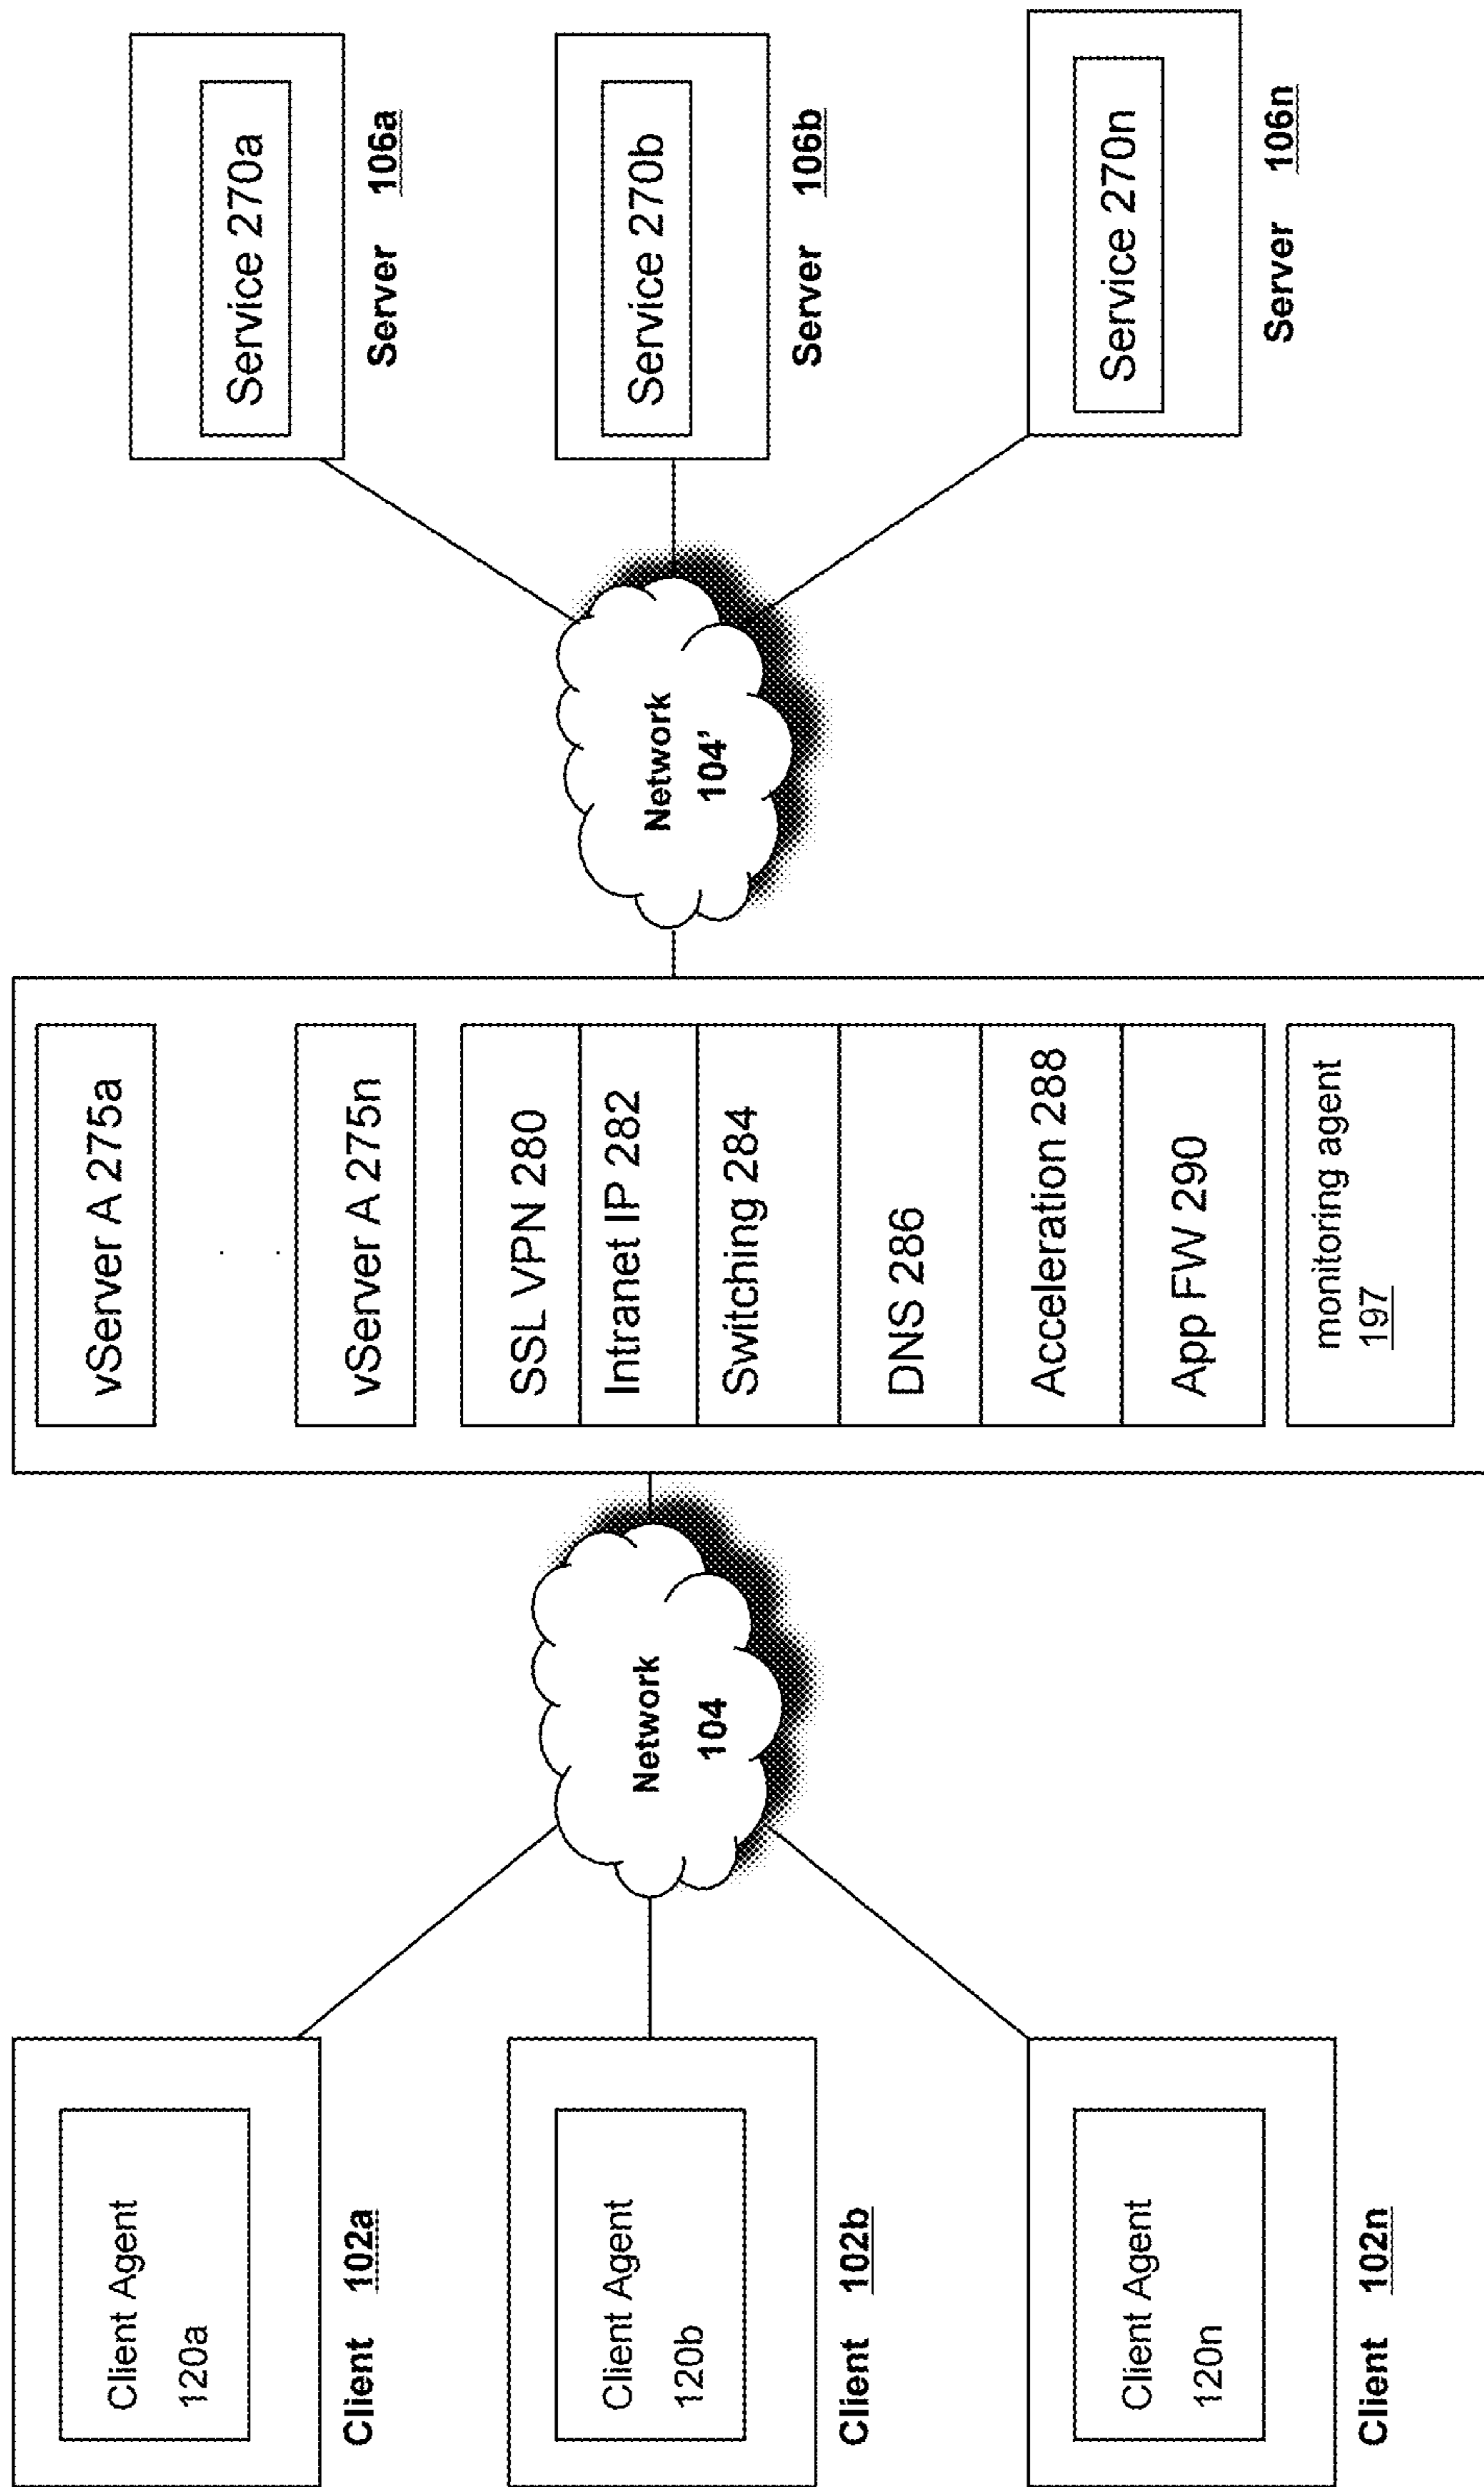 Client Agent
120a
Client 102a
Client Agent
120b
Client 102b
Client Agent
120n
Client 102n
Network
104
vServer A 275a
vServer A 275n
SSL VPN 280
Intranet IP 282
Switching 284
DNS 286
Acceleration 288
App FW 290
monitoring agent
197
Network
104'
Service 270a
Server 106a
Service 270b
Server 106b
Service 270n
Server 106n